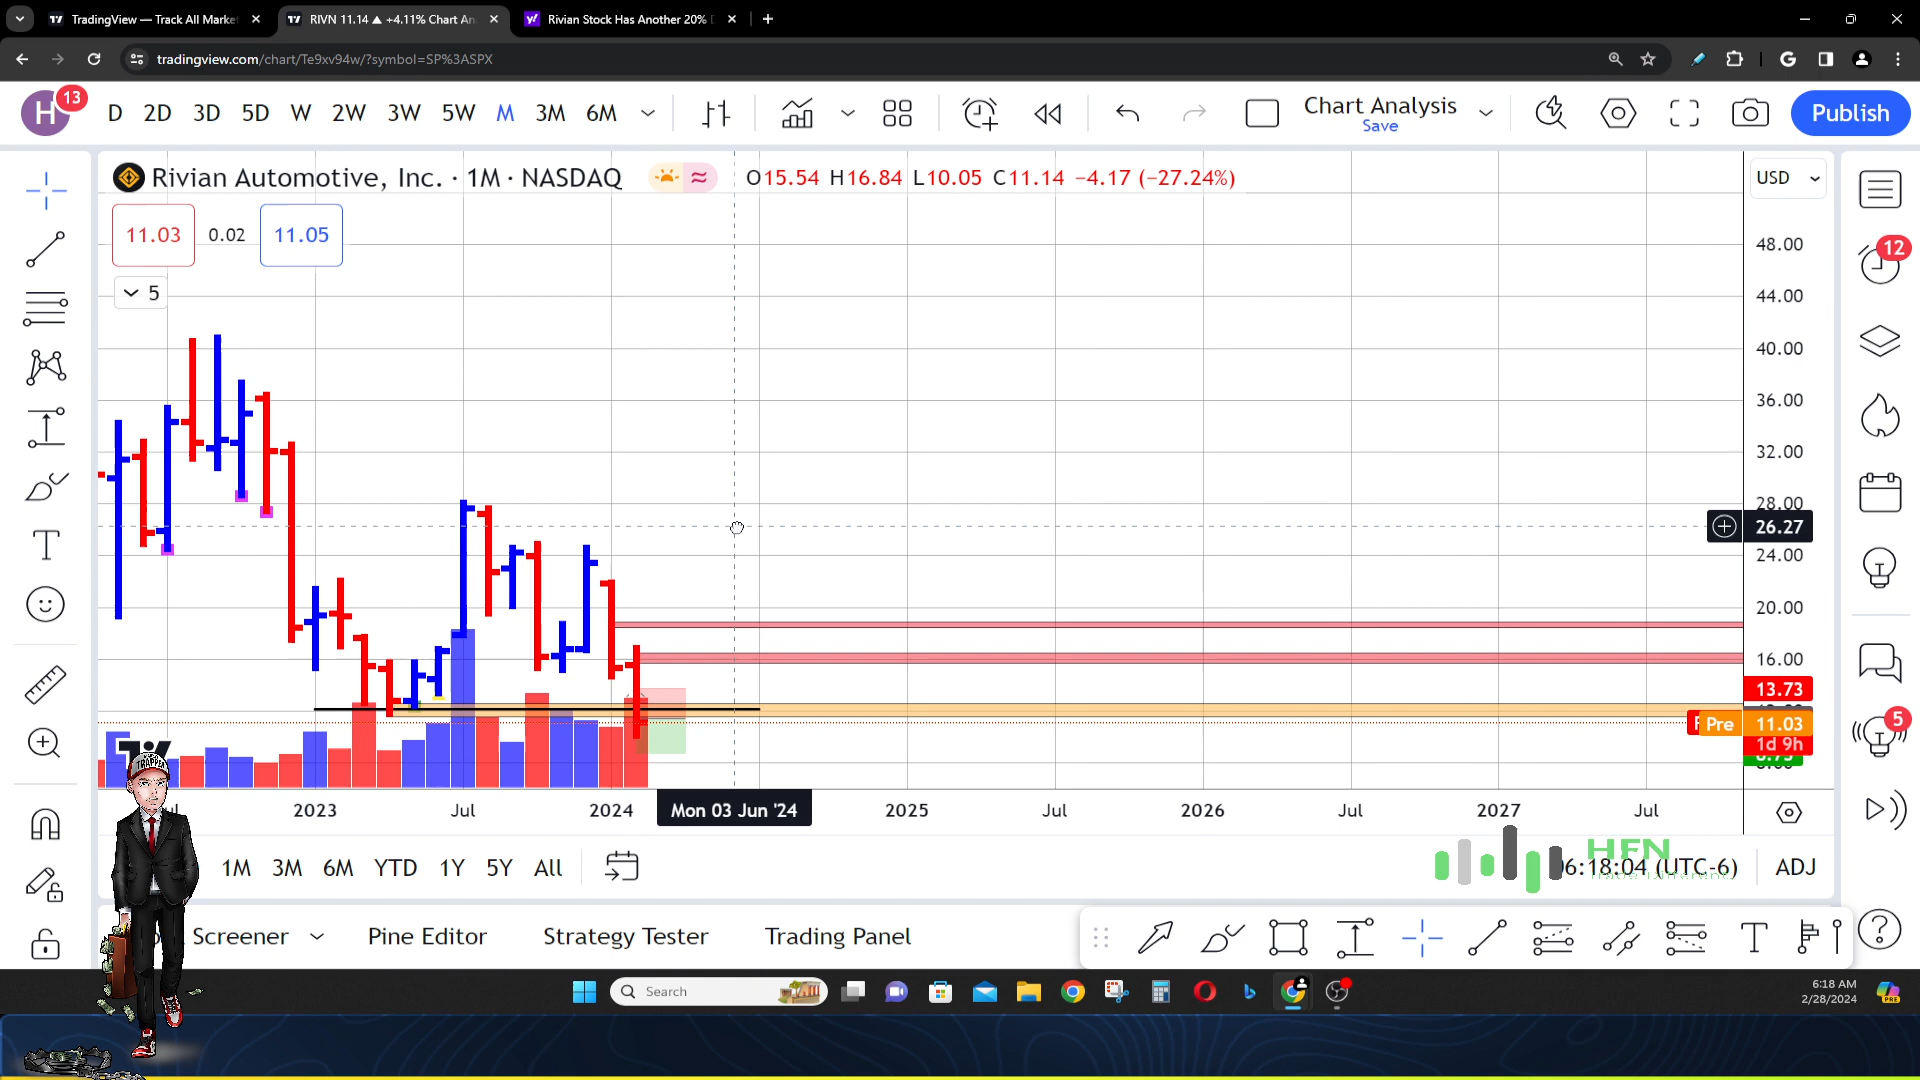 TradingView — Track All Marke
RIVN 11.14 ▲ +4.11% Chart An
Rivian Stock Has Another 20%
tradingview.com/chart/Te9xv94w/?symbol=SP%3ASPX
H 13
D 2D 3D 5D W 2W 3W 5W M 3M 6M
Chart Analysis
Save
Publish
Rivian Automotive, Inc. · 1M · NASDAQ
O15.54 H16.84 L10.05 C11.14 −4.17 (−27.24%)
USD
11.03 0.02 11.05
5
48.00
44.00
40.00
36.00
32.00
28.00
26.27
24.00
20.00
16.00
13.73
Pre 11.03
1d 9h
12
5
TRAPPER
2023 Jul 2024 Mon 03 Jun '24 2025 Jul 2026 Jul 2027 Jul
1M 3M 6M YTD 1Y 5Y All
HFN
06:18:04 (UTC-6) ADJ
Screener Pine Editor Strategy Tester Trading Panel
Search
6:18 AM
2/28/2024